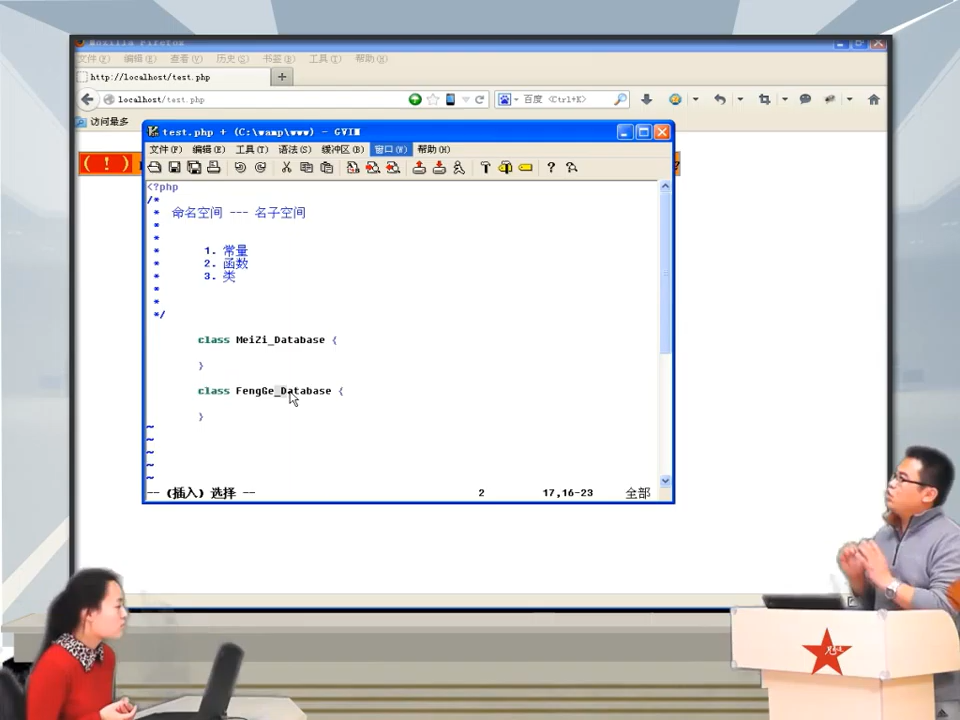 Mozilla Firefox
文件(F) 编辑(E) 查看(V) 历史(S) 书签(B) 工具(T) 帮助(H)
http://localhost/test.php +
localhost/test.php 百度 <Ctrl+K>
访问最多
(!)
test.php + (C:\wamp\www) - GVIM
文件(F) 编辑(E) 工具(T) 语法(S) 缓冲区(B) 窗口(W) 帮助(H)
<?php
/*
* 命名空间 --- 名子空间
*
*
* 1. 常量
* 2. 函数
* 3. 类
*
*
*/
class MeiZi_Database {
}
class FengGe_Database {
}
~
~
~
~
~
-- (插入) 选择 -- 2 17,16-23 全部